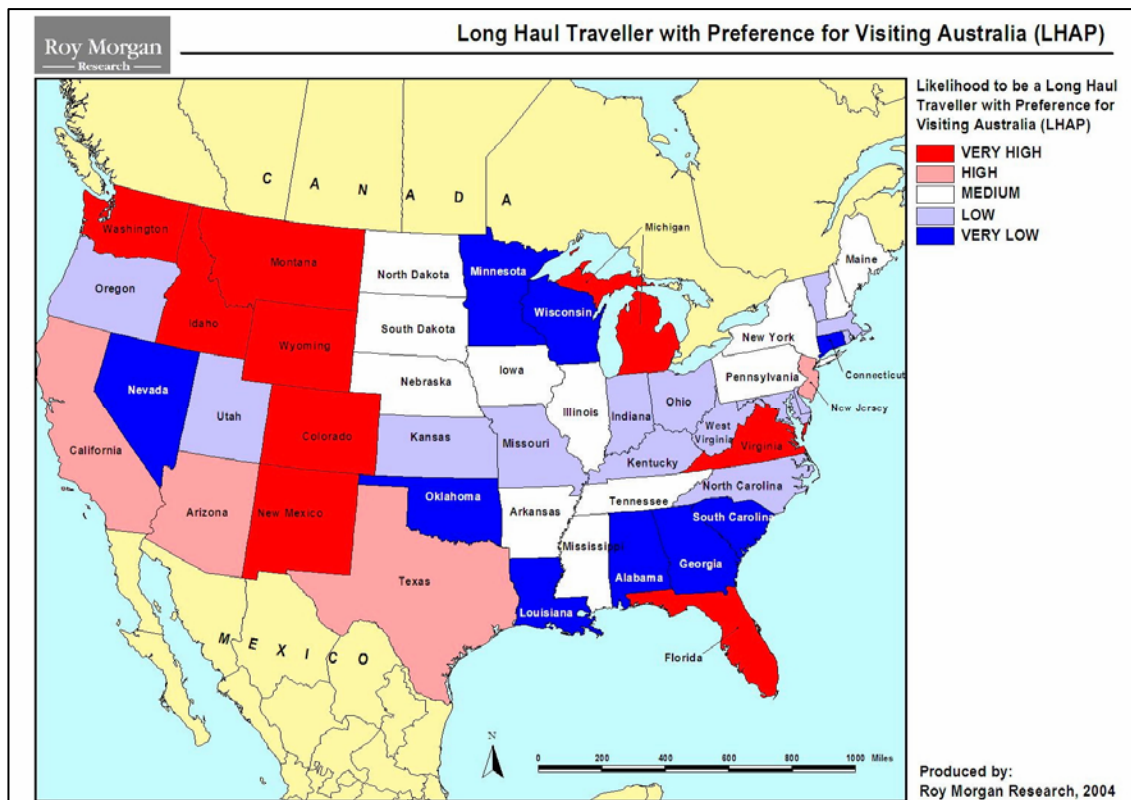 Roy Morgan
Research
Long Haul Traveller with Preference for Visiting Australia (LHAP)
Likelihood to be a Long Haul
Traveller with Preference for
Visiting Australia (LHAP)
VERY HIGH
HIGH
MEDIUM
LOW
VERY LOW
CANADA
Washington
Montana
North Dakota
Minnesota
Michigan
Maine
Oregon
Idaho
Wyoming
South Dakota
Wisconsin
New York
Nebraska
Iowa
Pennsylvania
Connecticut
Nevada
Utah
Colorado
Kansas
Missouri
Illinois
Indiana
Ohio
West
Virginia
Virginia
New Jersey
California
Kentucky
North Carolina
Arizona
New Mexico
Oklahoma
Arkansas
Tennessee
South Carolina
Texas
Mississippi
Alabama
Georgia
Louisiana
Florida
MEXICO
N
0 200 400 600 800 1000 Miles
Produced by:
Roy Morgan Research, 2004